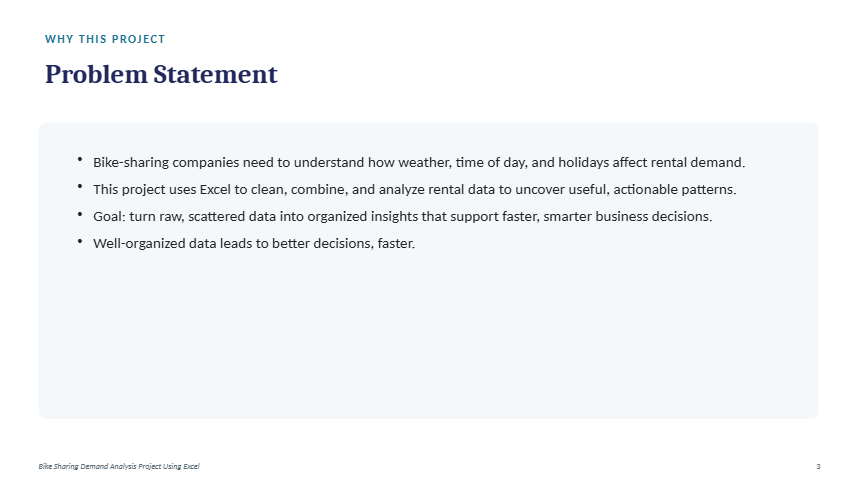 WHY THIS PROJECT
Problem Statement
• Bike-sharing companies need to understand how weather, time of day, and holidays affect rental demand.
• This project uses Excel to clean, combine, and analyze rental data to uncover useful, actionable patterns.
• Goal: turn raw, scattered data into organized insights that support faster, smarter business decisions.
• Well-organized data leads to better decisions, faster.
Bike Sharing Demand Analysis Project Using Excel
3